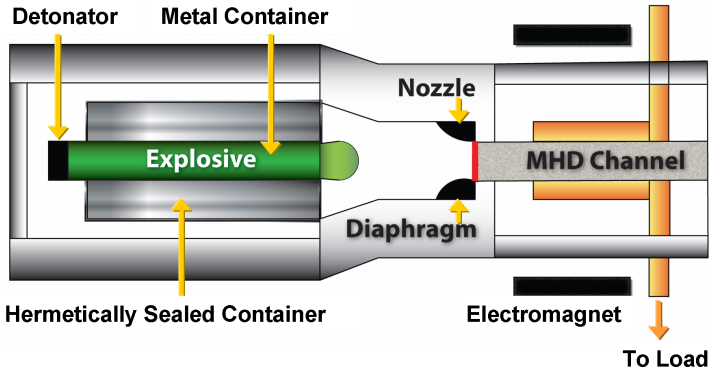 Detonator
Metal Container
Nozzle
Explosive
MHD Channel
Diaphragm
Hermetically Sealed Container
Electromagnet
To Load